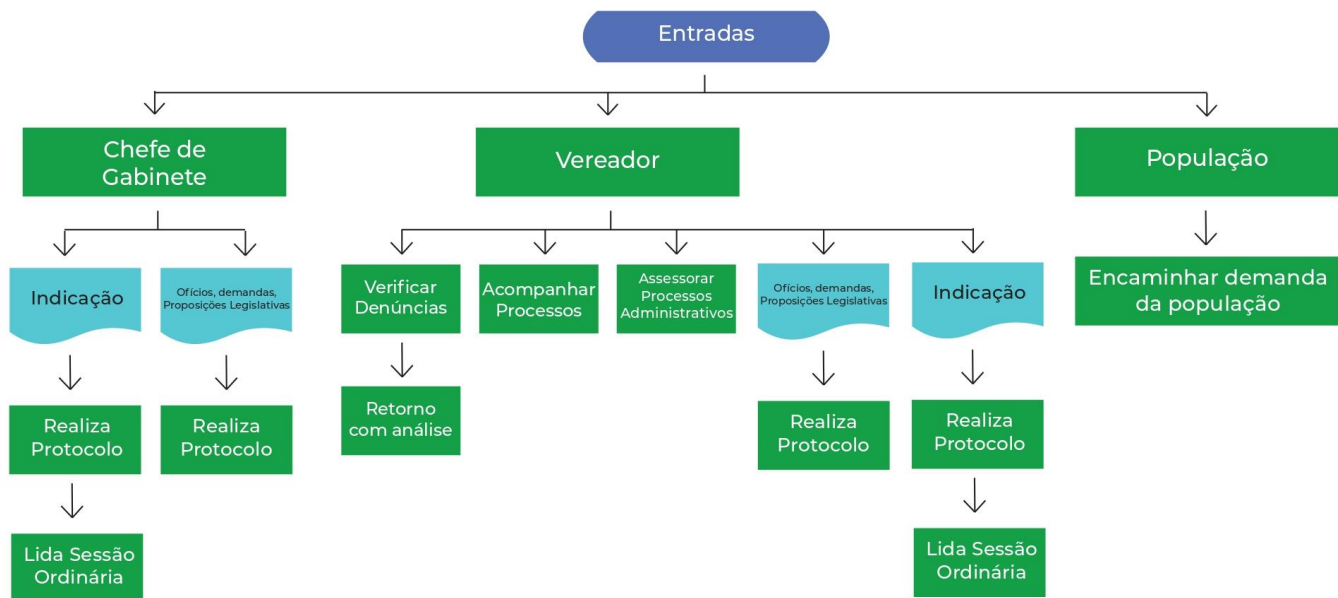 Entradas
Chefe de
Gabinete
Vereador
População
Indicação
Ofícios, demandas,
Proposições Legislativas
Verificar
Denúncias
Acompanhar
Processos
Assessorar
Processos
Administrativos
Ofícios, demandas,
Proposições Legislativas
Indicação
Encaminhar demanda
da população
Realiza
Protocolo
Realiza
Protocolo
Retorno
com análise
Realiza
Protocolo
Realiza
Protocolo
Lida Sessão
Ordinária
Lida Sessão
Ordinária